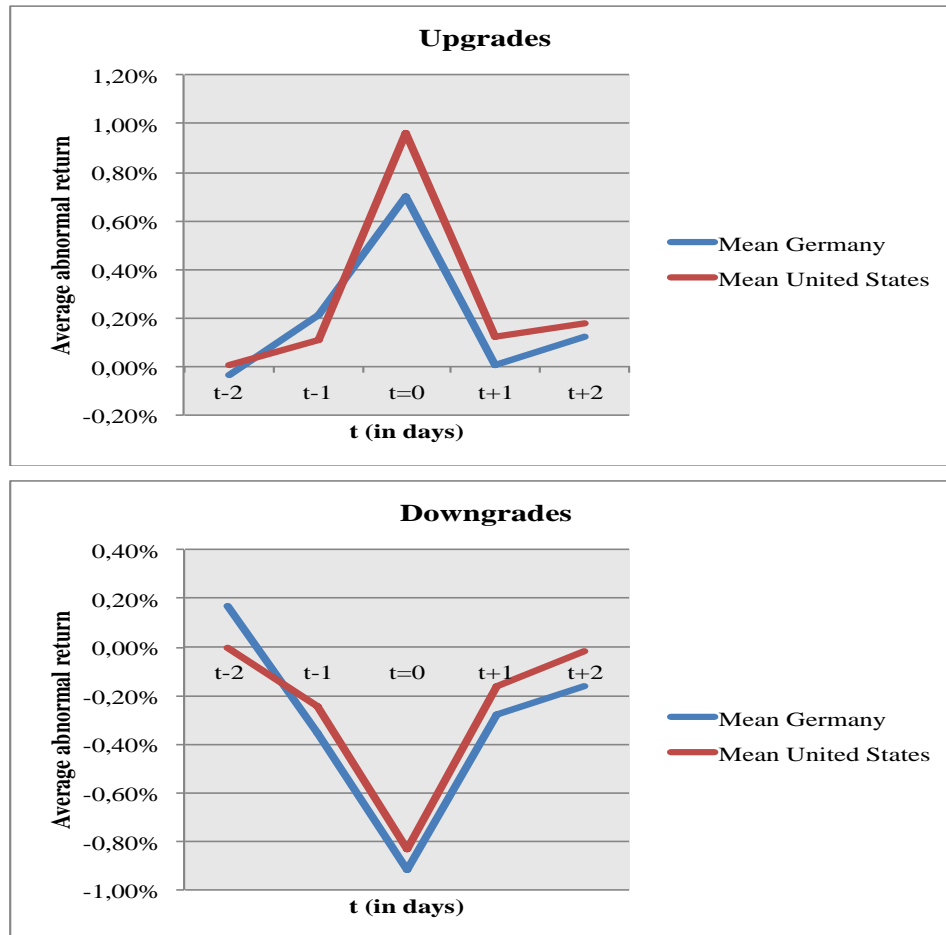 Upgrades
Average abnormal return
1,20%
1,00%
0,80%
0,60%
0,40%
0,20%
0,00%
-0,20%
t-2 t-1 t=0 t+1 t+2
t (in days)
Mean Germany
Mean United States
Downgrades
Average abnormal return
0,40%
0,20%
0,00%
-0,20%
-0,40%
-0,60%
-0,80%
-1,00%
t-2 t-1 t=0 t+1 t+2
t (in days)
Mean Germany
Mean United States